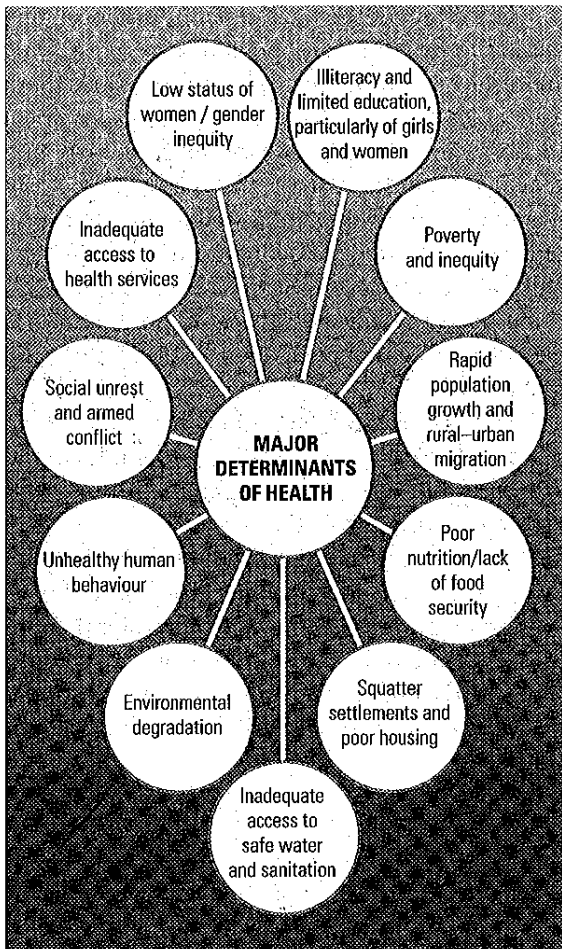 Low status of
women / gender
inequity
Illiteracy and
limited education,
particularly of girls
and women
Inadequate
access to
health services
Poverty
and inequity
Social unrest
and armed
conflict
Rapid
population
growth and
rural–urban
migration
MAJOR
DETERMINANTS
OF HEALTH
Unhealthy human
behaviour
Poor
nutrition/lack
of food
security
Environmental
degradation
Squatter
settlements and
poor housing
Inadequate
access to
safe water
and sanitation